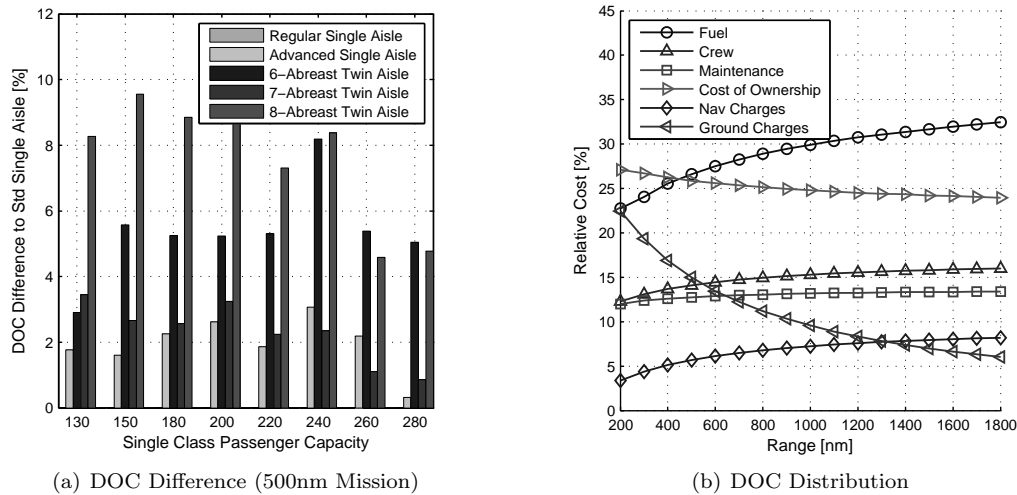 12
10
8
6
4
2
0
DOC Difference to Std Single Aisle [%]
Regular Single Aisle
Advanced Single Aisle
6−Abreast Twin Aisle
7−Abreast Twin Aisle
8−Abreast Twin Aisle
130 150 180 200 220 240 260 280
Single Class Passenger Capacity
(a) DOC Difference (500nm Mission)
45
40
35
30
25
20
15
10
5
0
Relative Cost [%]
Fuel
Crew
Maintenance
Cost of Ownership
Nav Charges
Ground Charges
200 400 600 800 1000 1200 1400 1600 1800
Range [nm]
(b) DOC Distribution